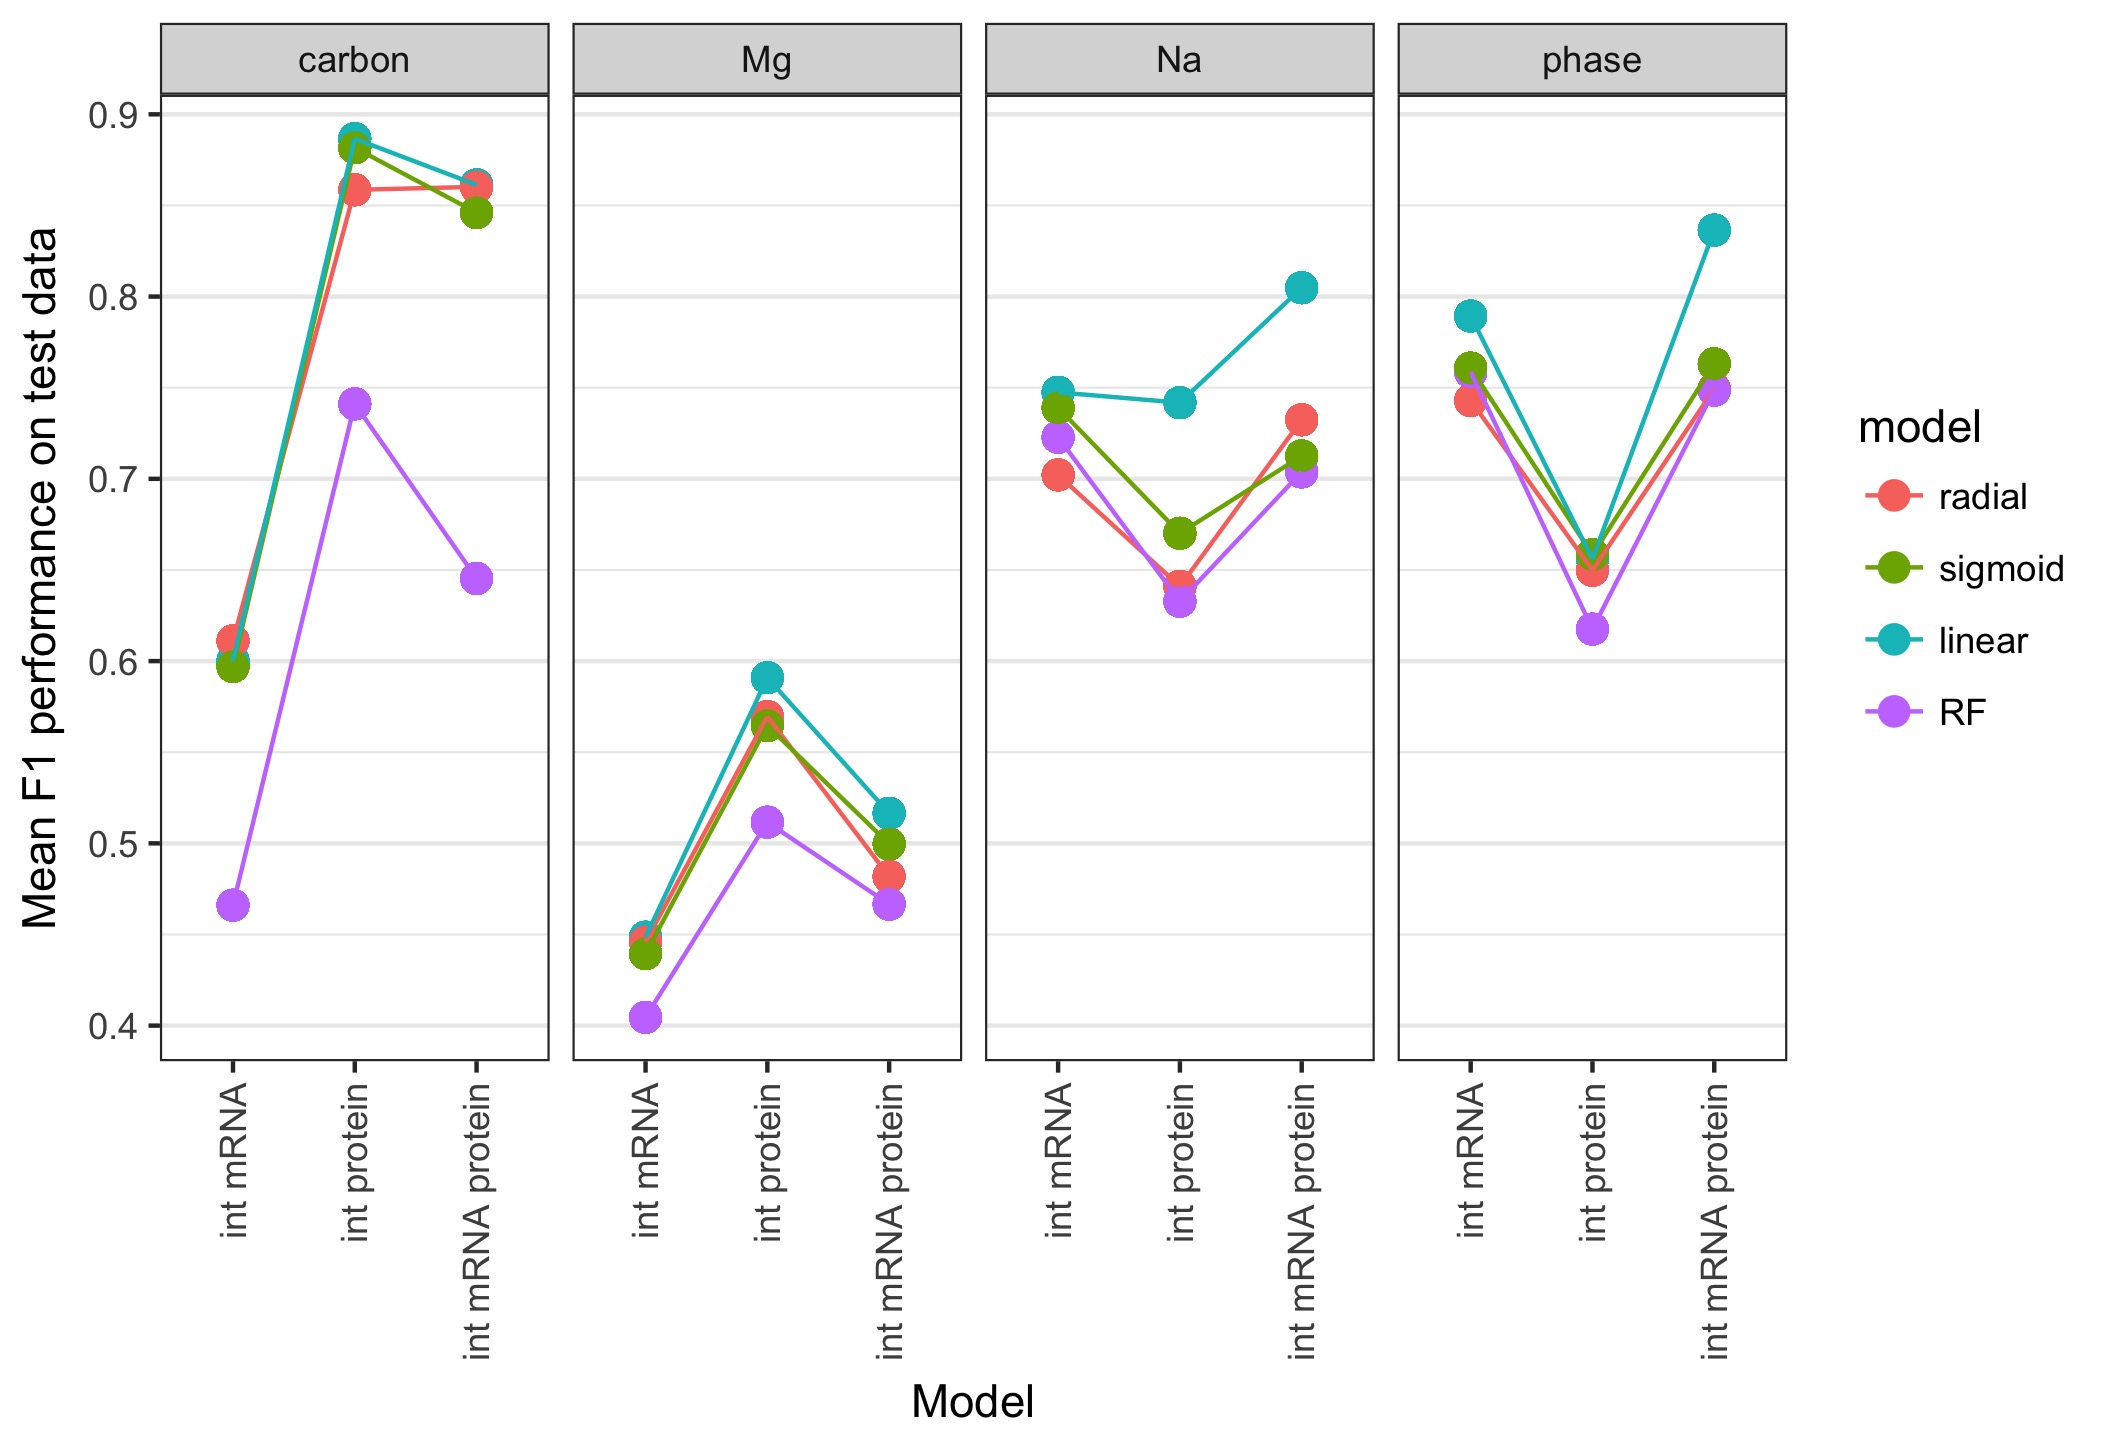 carbon
Mg
Na
phase
Mean F1 performance on test data
0.9
0.8
0.7
0.6
0.5
0.4
int mRNA
int protein
int mRNA protein
int mRNA
int protein
int mRNA protein
int mRNA
int protein
int mRNA protein
int mRNA
int protein
int mRNA protein
Model
model
radial
sigmoid
linear
RF